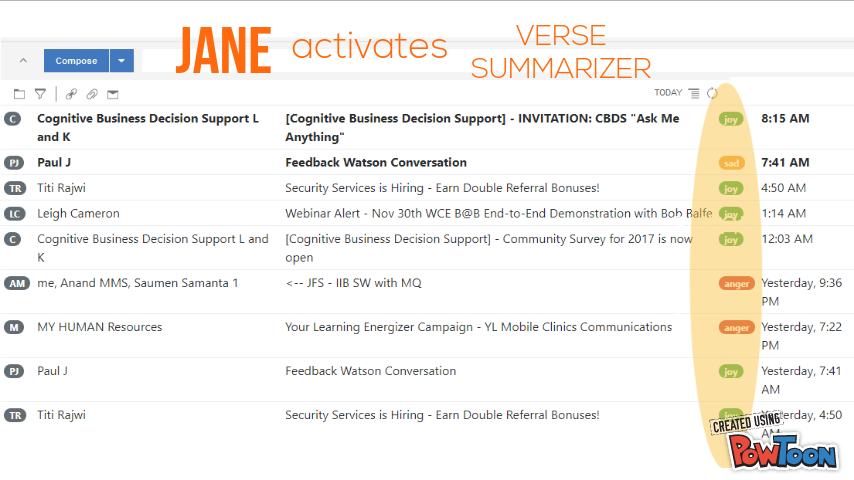 JANE activates VERSE
SUMMARIZER
Compose
TODAY
C Cognitive Business Decision Support L [Cognitive Business Decision Support] - INVITATION: CBDS "Ask Me joy 8:15 AM
and K Anything"
PJ Paul J Feedback Watson Conversation sad 7:41 AM
TR Titi Rajwi Security Services is Hiring - Earn Double Referral Bonuses! joy 4:50 AM
LC Leigh Cameron Webinar Alert - Nov 30th WCE B@B End-to-End Demonstration with Bob Balfe joy 1:14 AM
C Cognitive Business Decision Support L and [Cognitive Business Decision Support] - Community Survey for 2017 is now joy 12:03 AM
K open
AM me, Anand MMS, Saumen Samanta 1 <-- JFS - IIB SW with MQ anger Yesterday, 9:36
PM
M MY HUMAN Resources Your Learning Energizer Campaign - YL Mobile Clinics Communications anger Yesterday, 7:22
PM
PJ Paul J Feedback Watson Conversation joy Yesterday, 7:41
AM
TR Titi Rajwi Security Services is Hiring - Earn Double Referral Bonuses! joy Yesterday, 4:50
AM
CREATED USING
POWTOON